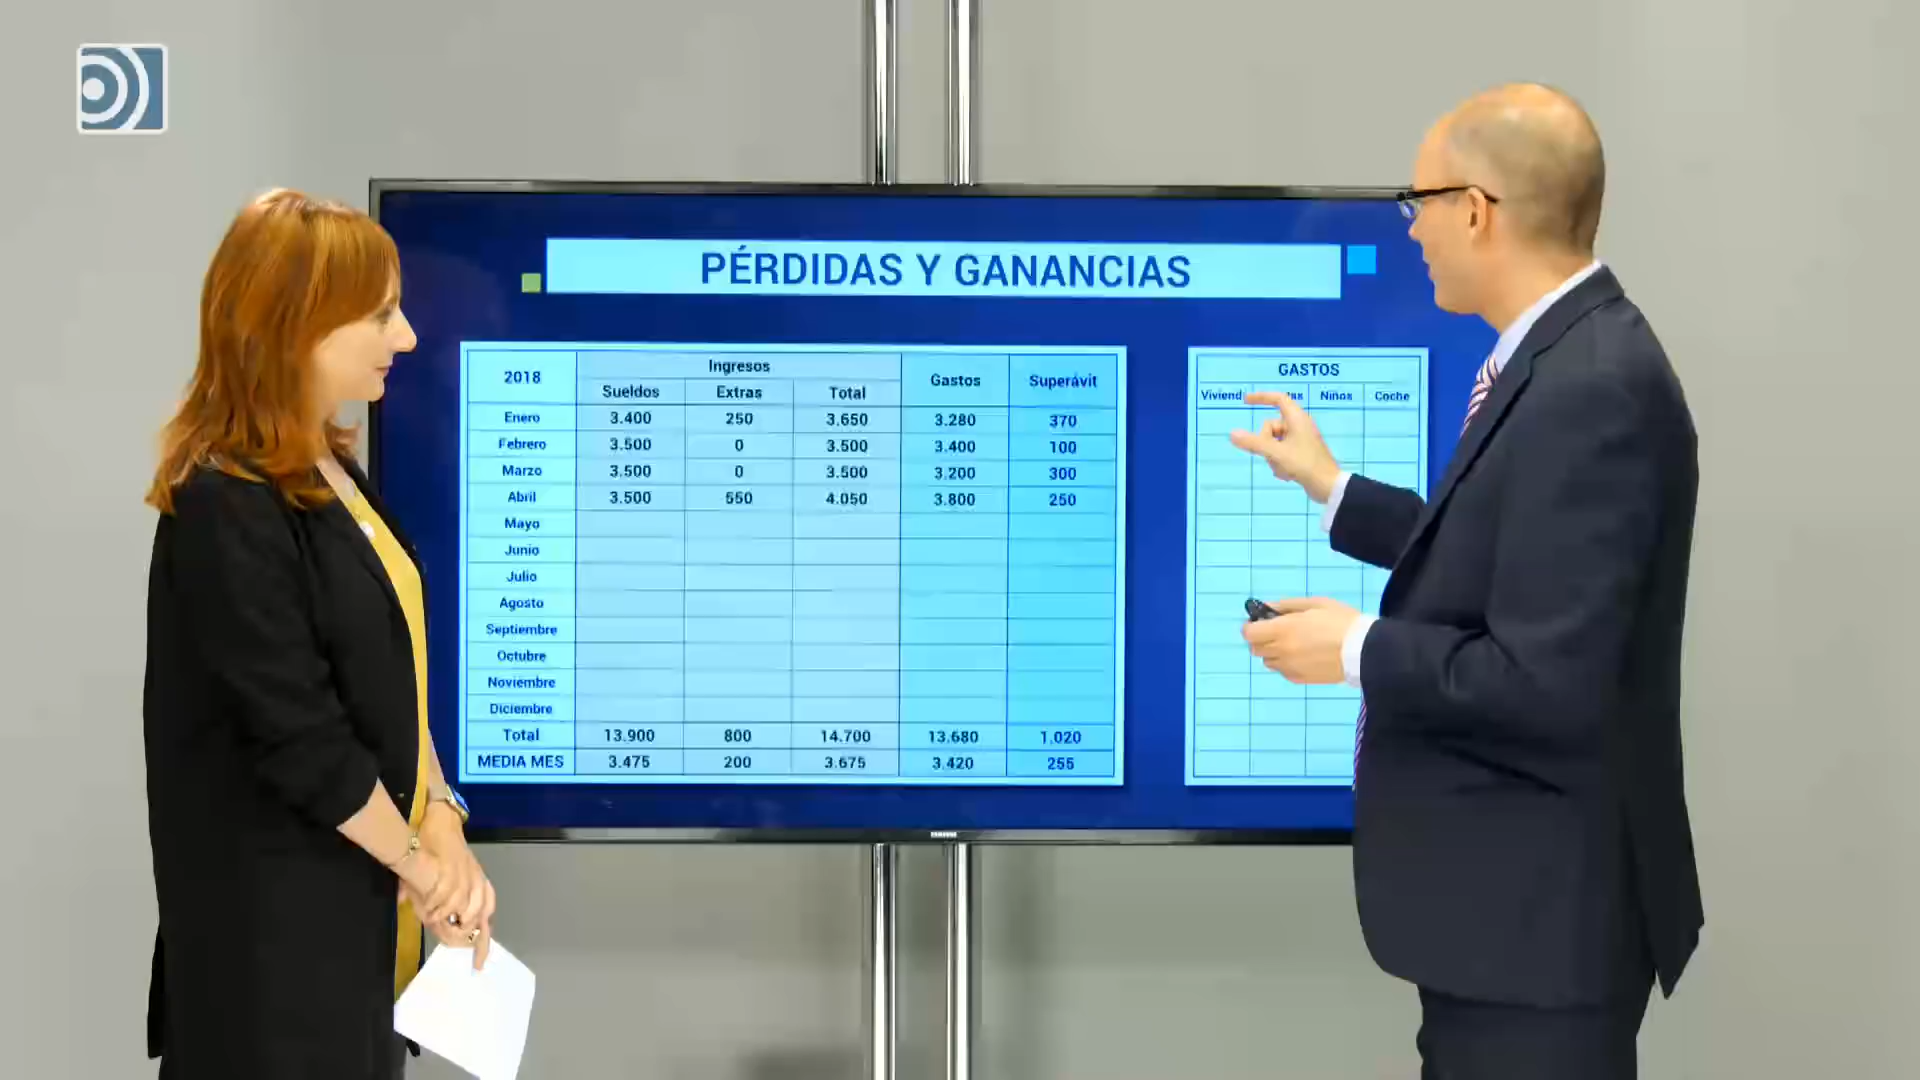 PÉRDIDAS Y GANANCIAS
2018 Ingresos Gastos Superávit
Sueldos Extras Total
Enero 3.400 250 3.650 3.280 370
Febrero 3.500 0 3.500 3.400 100
Marzo 3.500 0 3.500 3.200 300
Abril 3.500 550 4.050 3.800 250
Mayo
Junio
Julio
Agosto
Septiembre
Octubre
Noviembre
Diciembre
Total 13.900 800 14.700 13.680 1.020
MEDIA MES 3.475 200 3.675 3.420 255
GASTOS
Niños Coche
SAMSUNG